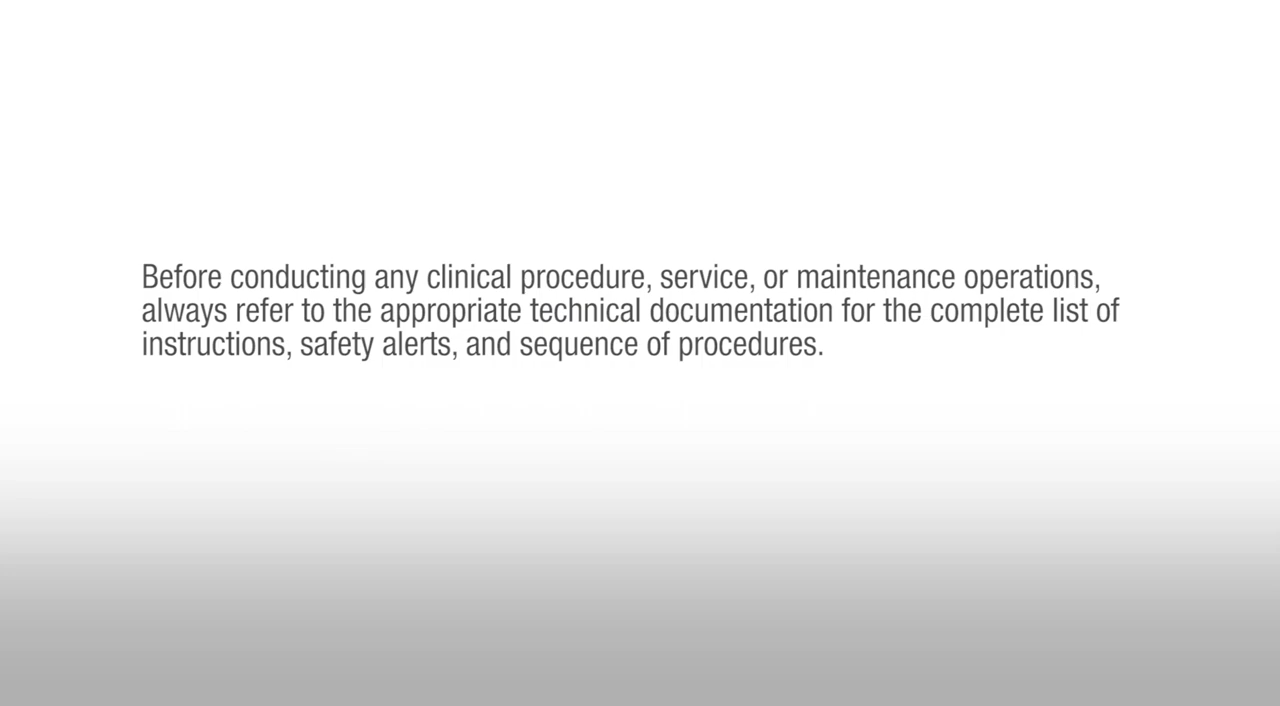 Before conducting any clinical procedure, service, or maintenance operations,
always refer to the appropriate technical documentation for the complete list of
instructions, safety alerts, and sequence of procedures.